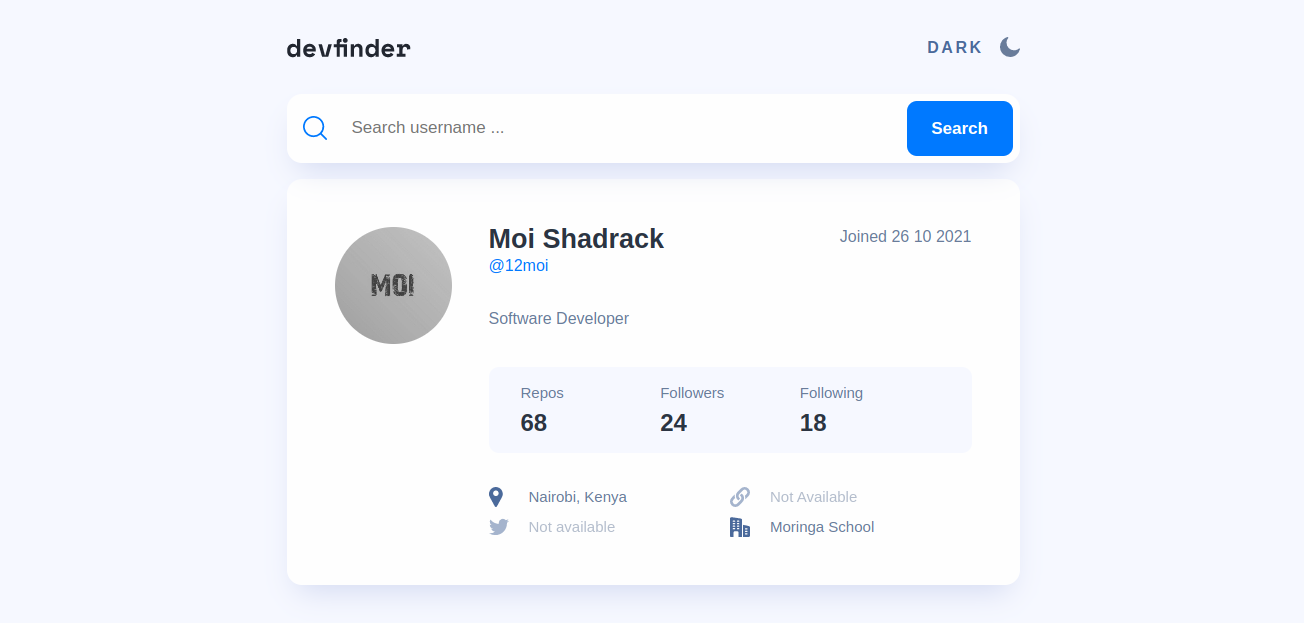 devfinder
DARK
Search username ...
Search
MOI
Moi Shadrack
Joined 26 10 2021
@12moi
Software Developer
Repos
Followers
Following
68
24
18
Nairobi, Kenya
Not Available
Not available
Moringa School